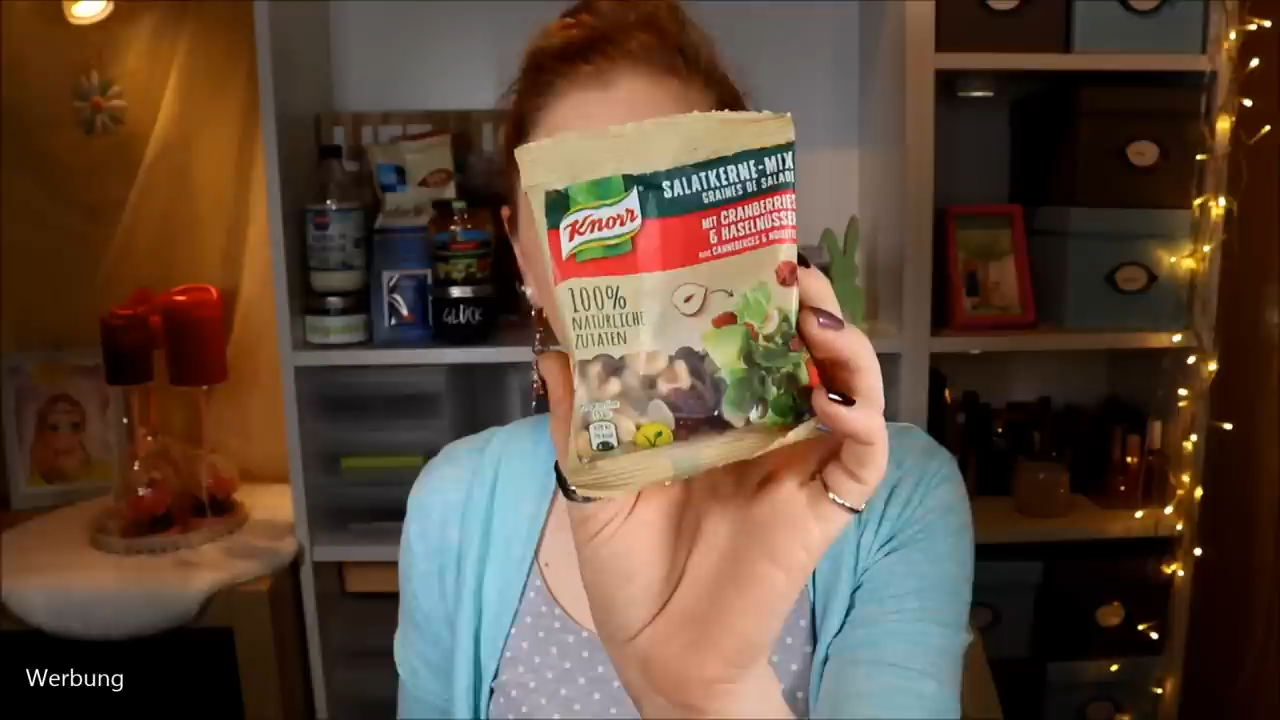 Knorr
SALATKERNE-MIX
GRAINES DE SALADE
MIT CRANBERRIES
& HASELNÜSSEN
100%
NATÜRLICHE
ZUTATEN
GLÜCK
Werbung